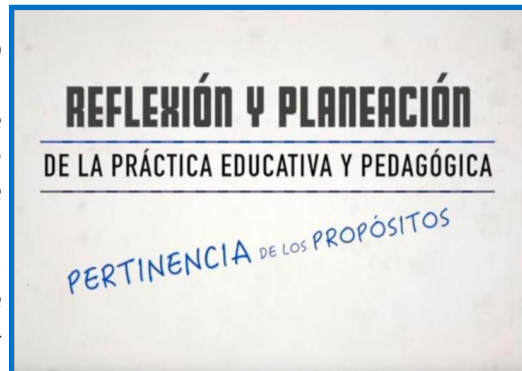 REFLEXIÓN Y PLANEACIÓN
DE LA PRÁCTICA EDUCATIVA Y PEDAGÓGICA
PERTINENCIA DE LOS PROPÓSITOS